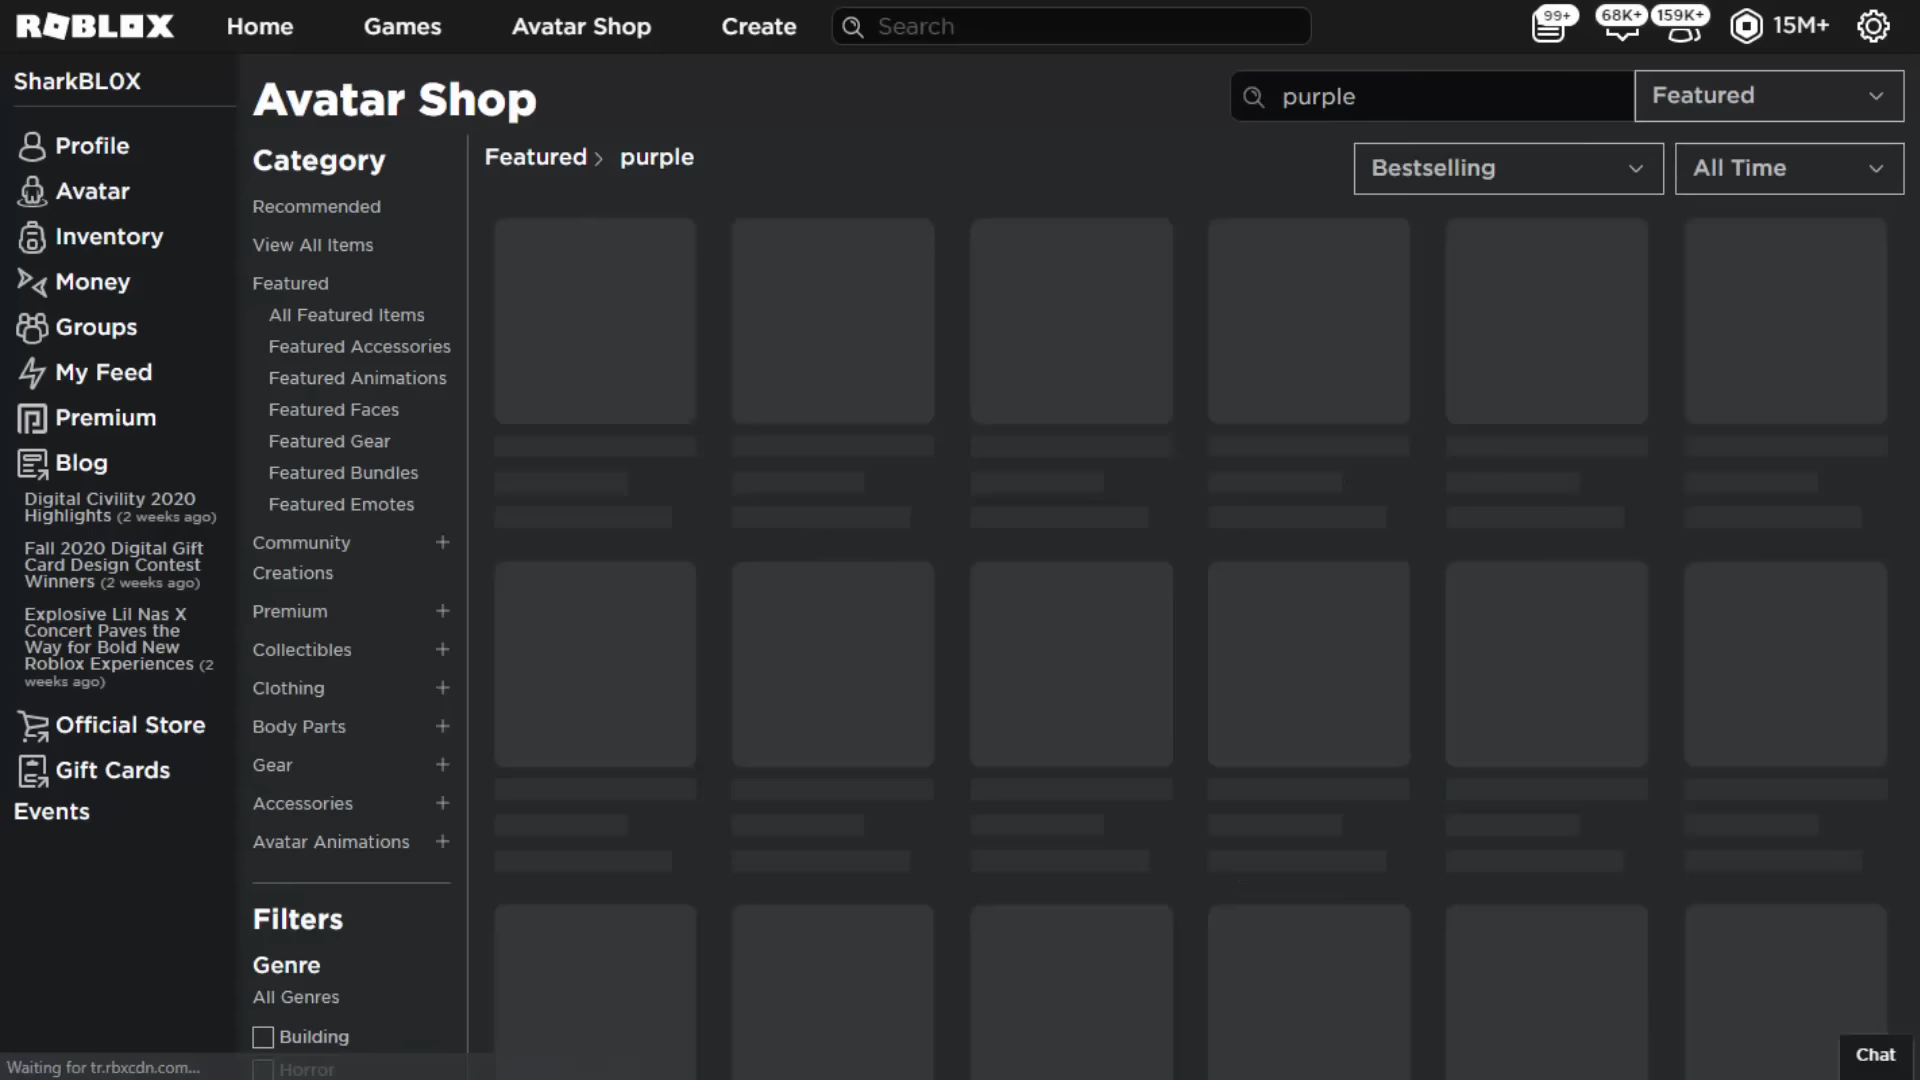 ROBLOX
Home
Games
Avatar Shop
Create
Search
99+
68K+
159K+
15M+
SharkBL0X
Profile
Avatar
Inventory
Money
Groups
My Feed
Premium
Blog
Digital Civility 2020
Highlights (2 weeks ago)
Fall 2020 Digital Gift
Card Design Contest
Winners (2 weeks ago)
Explosive Lil Nas X
Concert Paves the
Way for Bold New
Roblox Experiences (2
weeks ago)
Official Store
Gift Cards
Events
Avatar Shop
purple
Featured
Category
Recommended
View All Items
Featured
All Featured Items
Featured Accessories
Featured Animations
Featured Faces
Featured Gear
Featured Bundles
Featured Emotes
Community +
Creations
Premium +
Collectibles +
Clothing +
Body Parts +
Gear +
Accessories +
Avatar Animations +
Filters
Genre
All Genres
Building
Horror
Featured > purple
Bestselling
All Time
Waiting for tr.rbxcdn.com...
Chat